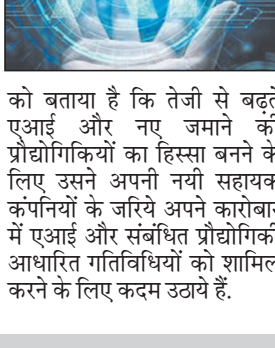 को बताया है कि तेजी से बढ़ते
एआई और नए जमाने की
प्रौद्योगिकियों का हिस्सा बनने के
लिए उसने अपनी नयी सहायक
कंपनियों के जरिये अपने कारोबार
में एआई और संबंधित प्रौद्योगिकी
आधारित गतिविधियों को शामिल
करने के लिए कदम उठाये हैं.